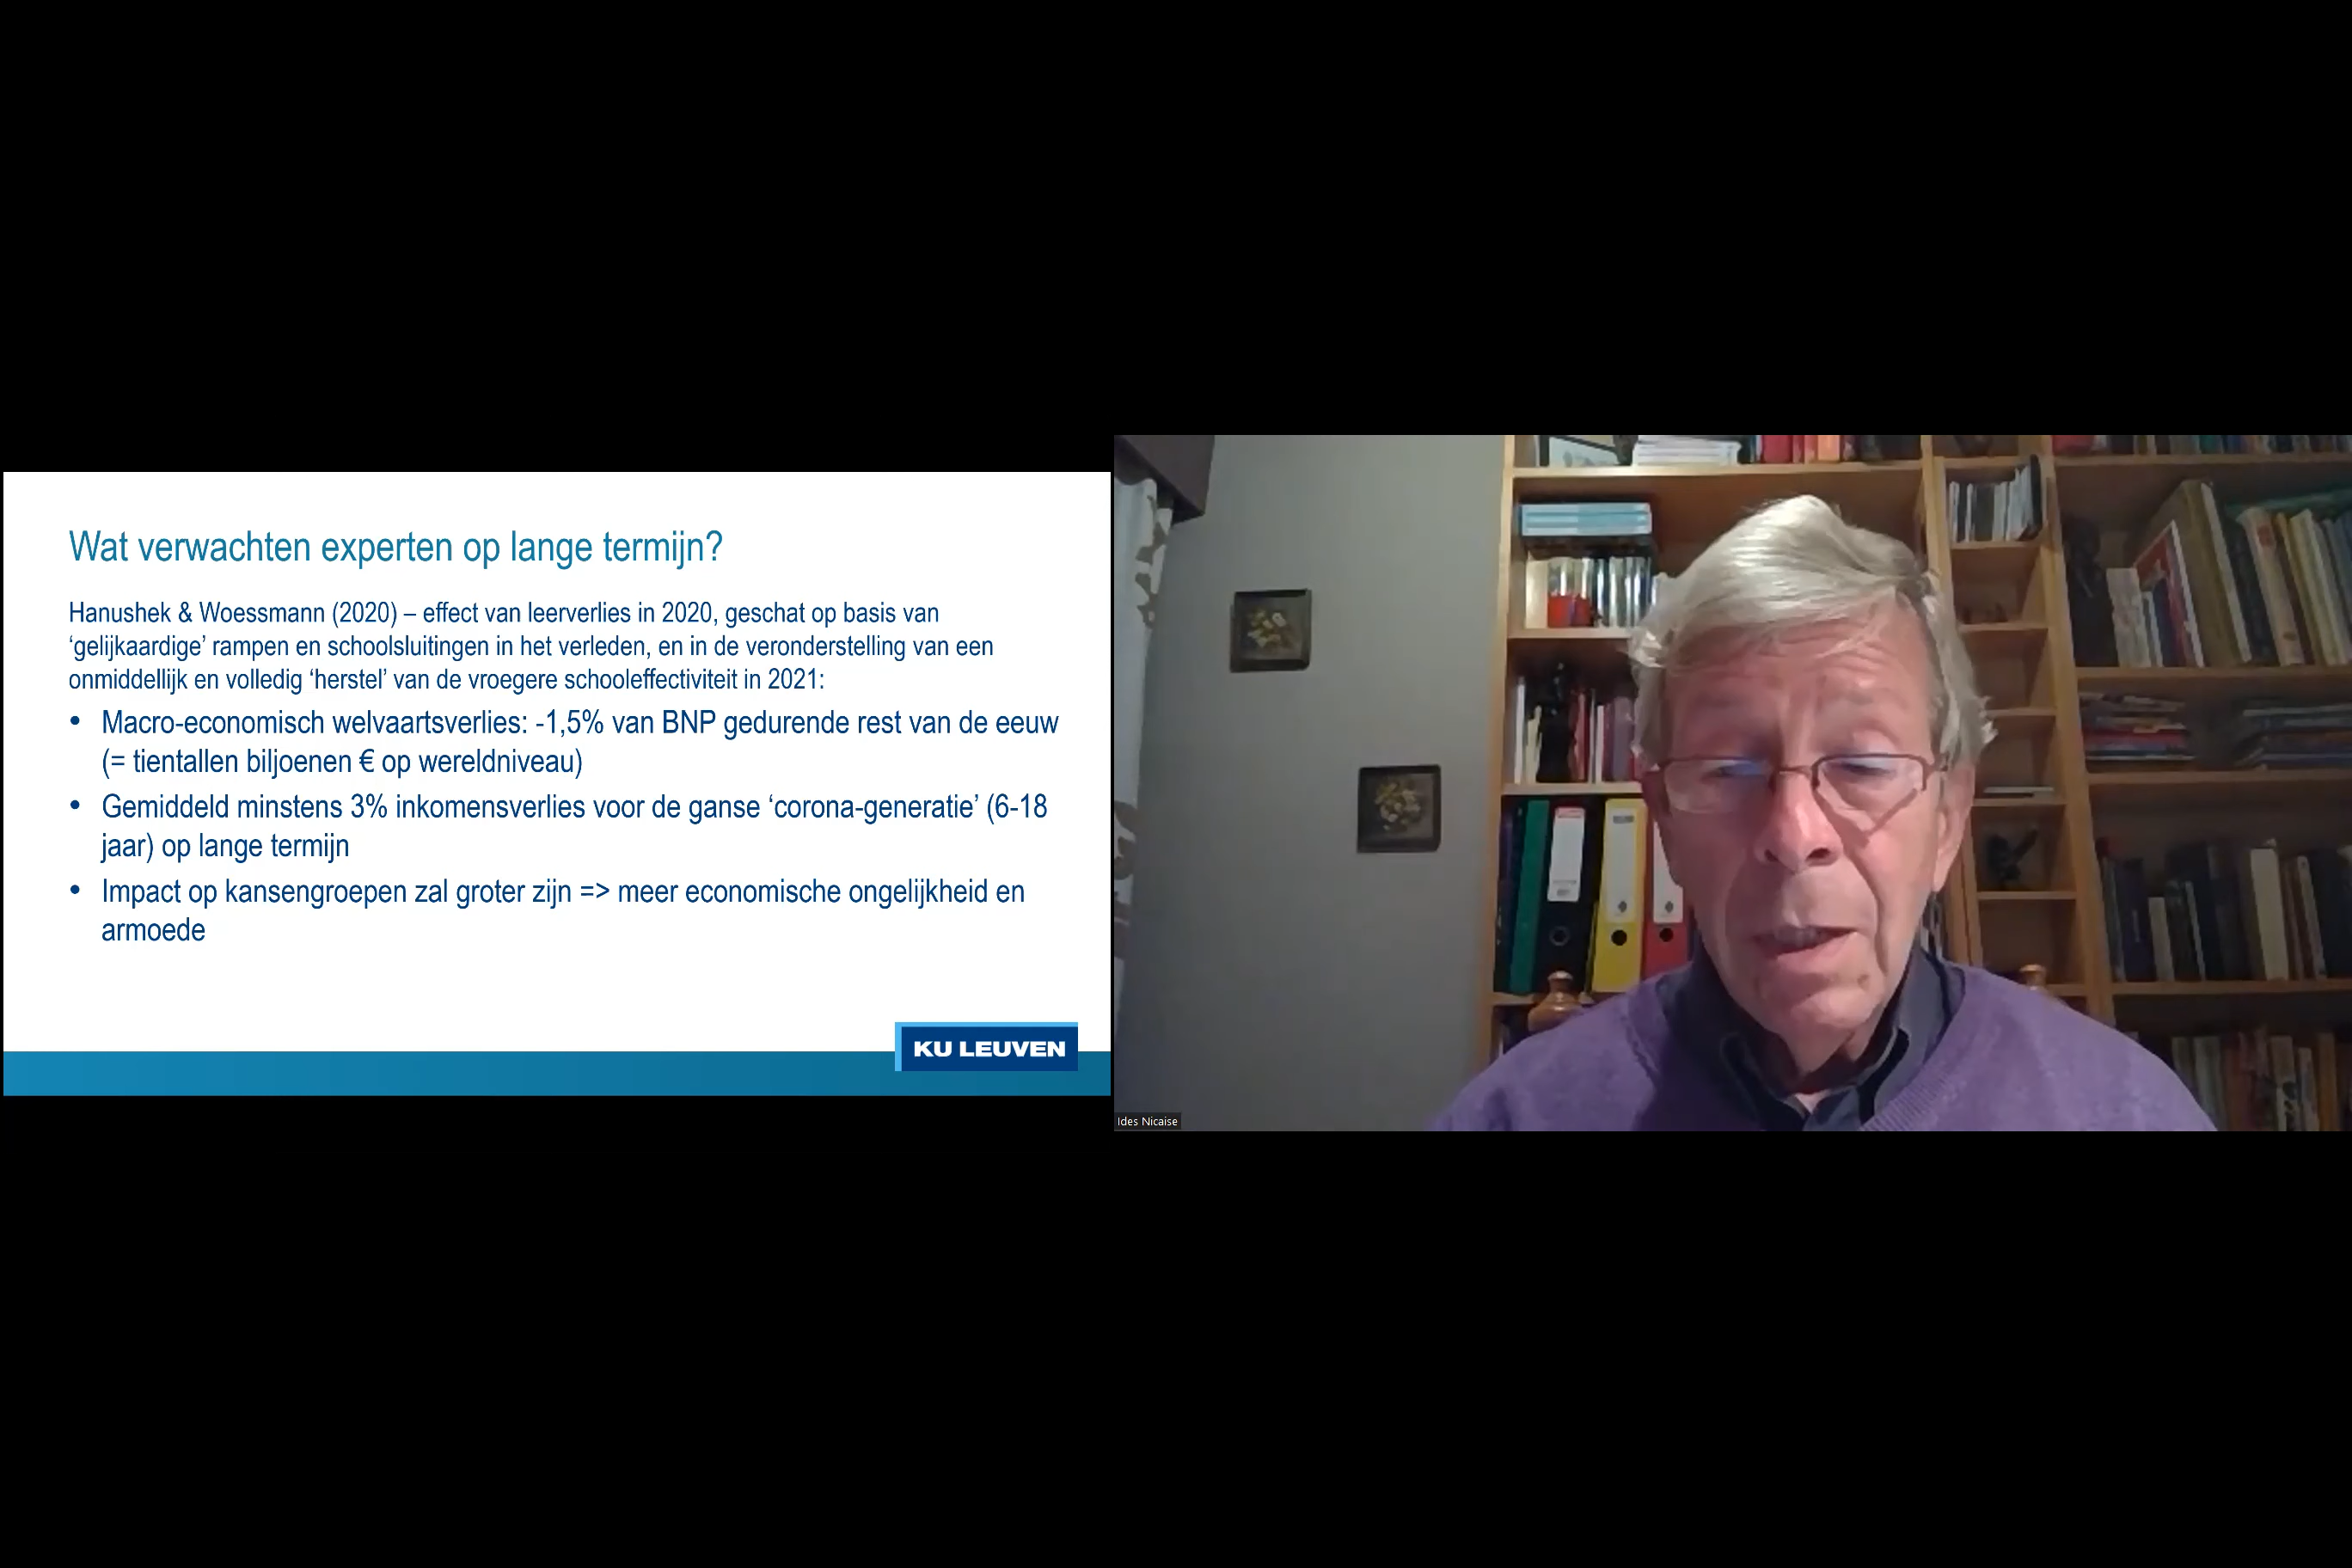 Wat verwachten experten op lange termijn?
Hanushek & Woessmann (2020) – effect van leerverlies in 2020, geschat op basis van
‘gelijkaardige’ rampen en schoolsluitingen in het verleden, en in de veronderstelling van een
onmiddellijk en volledig ‘herstel’ van de vroegere schooleffectiviteit in 2021:
• Macro-economisch welvaartsverlies: -1,5% van BNP gedurende rest van de eeuw
(= tientallen biljoenen € op wereldniveau)
• Gemiddeld minstens 3% inkomensverlies voor de ganse ‘corona-generatie’ (6-18
jaar) op lange termijn
• Impact op kansengroepen zal groter zijn => meer economische ongelijkheid en
armoede
KU LEUVEN
Ides Nicaise